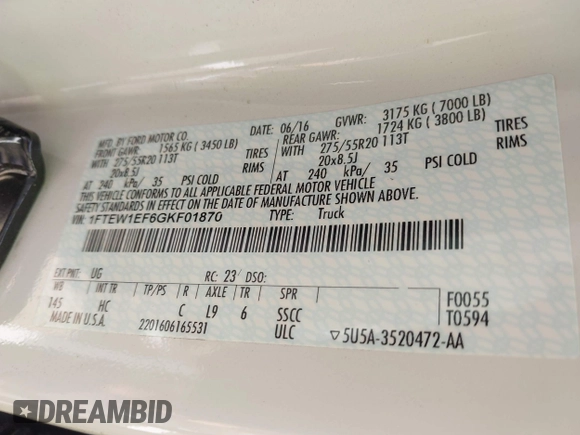 MFD. BY FORD MOTOR CO.
DATE: 06/16
GVWR: 3175 KG ( 7000 LB)
FRONT GAWR: 1565 KG ( 3450 LB)
REAR GAWR: 1724 KG ( 3800 LB)
WITH 275/55R20 113T TIRES
WITH 275/55R20 113T TIRES
20x8.5J RIMS
20x8.5J RIMS
AT 240 kPa/ 35 PSI COLD
AT 240 kPa/ 35 PSI COLD
THIS VEHICLE CONFORMS TO ALL APPLICABLE FEDERAL MOTOR VEHICLE
SAFETY STANDARDS IN EFFECT ON THE DATE OF MANUFACTURE SHOWN ABOVE.
VIN: 1FTEW1EF6GKF01870
TYPE: Truck
EXT PNT: UG RC: 23 DSO:
WB INT TR TP/PS R AXLE TR SPR
145 HC C L9 6 SSCC
F0055
T0594
MADE IN U.S.A. 2201606165531 ULC ▽5U5A-3520472-AA
DREAMBID